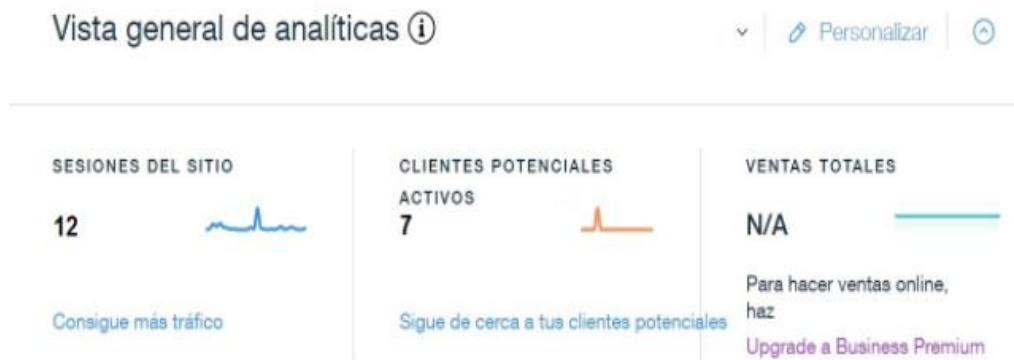 Vista general de analíticas
Personalizar
SESIONES DEL SITIO
12
Consigue más tráfico
CLIENTES POTENCIALES
ACTIVOS
7
Sigue de cerca a tus clientes potenciales
VENTAS TOTALES
N/A
Para hacer ventas online,
haz
Upgrade a Business Premium